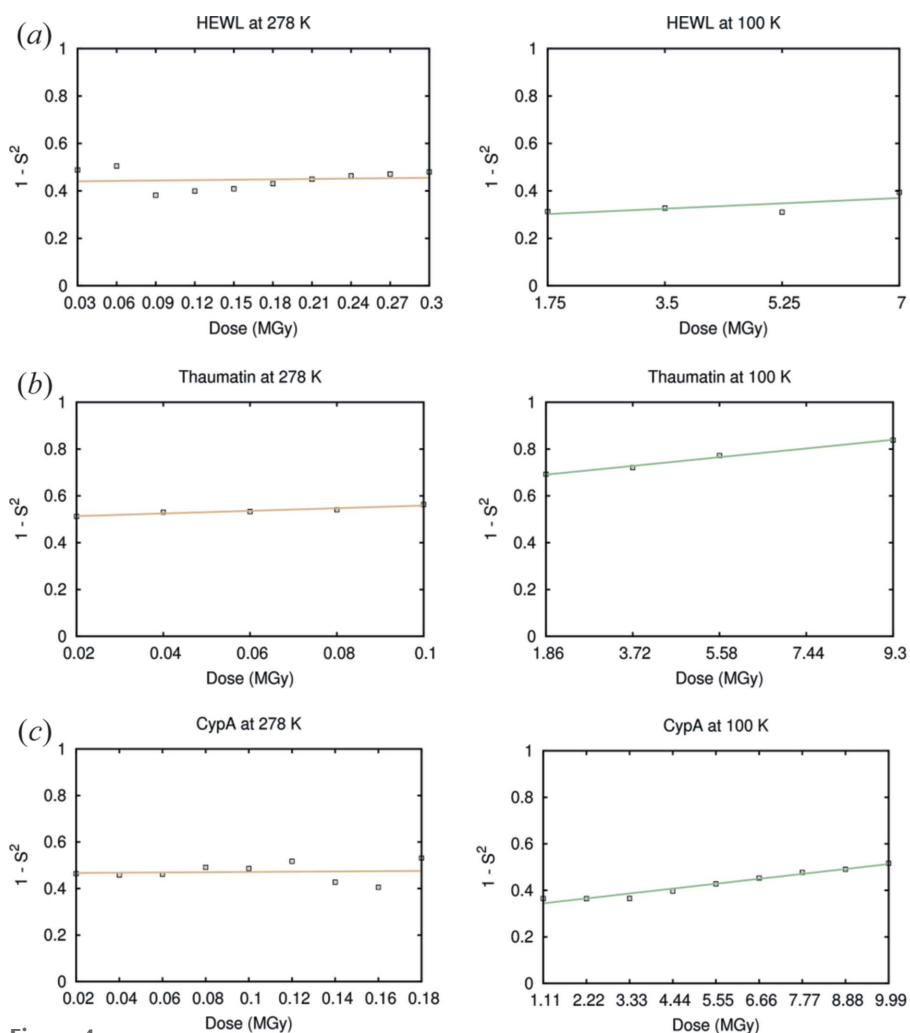 (a)
HEWL at 278 K
1 - S²
1
0.8
0.6
0.4
0.2
0
0.03 0.06 0.09 0.12 0.15 0.18 0.21 0.24 0.27 0.3
Dose (MGy)
HEWL at 100 K
1 - S²
1
0.8
0.6
0.4
0.2
0
1.75 3.5 5.25 7
Dose (MGy)
(b)
Thaumatin at 278 K
1 - S²
1
0.8
0.6
0.4
0.2
0
0.02 0.04 0.06 0.08 0.1
Dose (MGy)
Thaumatin at 100 K
1 - S²
1
0.8
0.6
0.4
0.2
0
1.86 3.72 5.58 7.44 9.3
Dose (MGy)
(c)
CypA at 278 K
1 - S²
1
0.8
0.6
0.4
0.2
0
0.02 0.04 0.06 0.08 0.1 0.12 0.14 0.16 0.18
Dose (MGy)
CypA at 100 K
1 - S²
1
0.8
0.6
0.4
0.2
0
1.11 2.22 3.33 4.44 5.55 6.66 7.77 8.88 9.99
Dose (MGy)